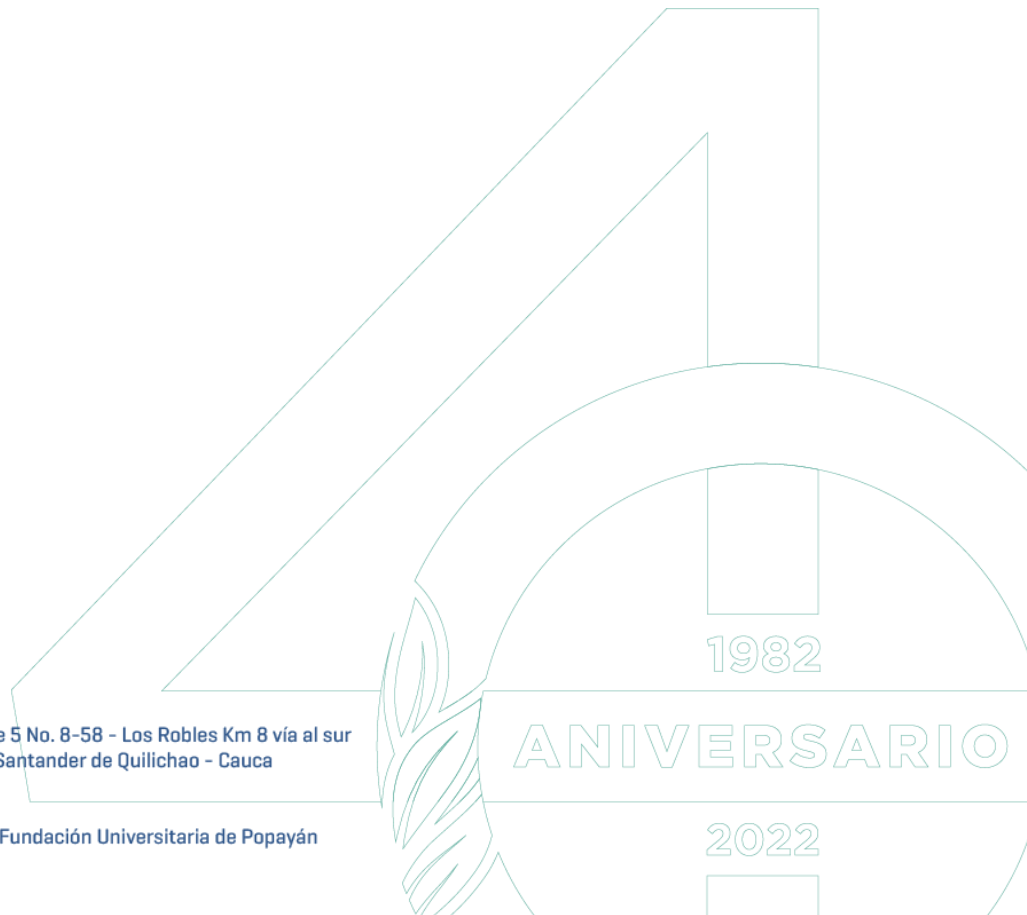 1982
5 No. 8-58 - Los Robles Km 8 vía al sur
Santander de Quilichao - Cauca
ANIVERSARIO
Fundación Universitaria de Popayán
2022